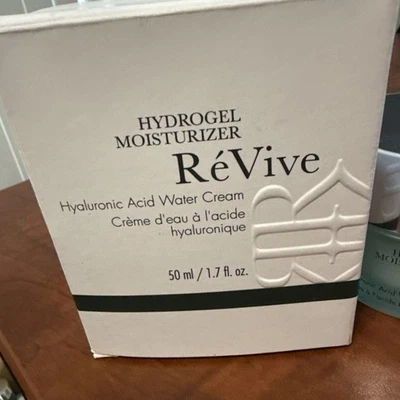 HYDROGEL
MOISTURIZER
RéVive
Hyaluronic Acid Water Cream
Crème d'eau à l'acide
hyaluronique
50 ml / 1.7 fl. oz.